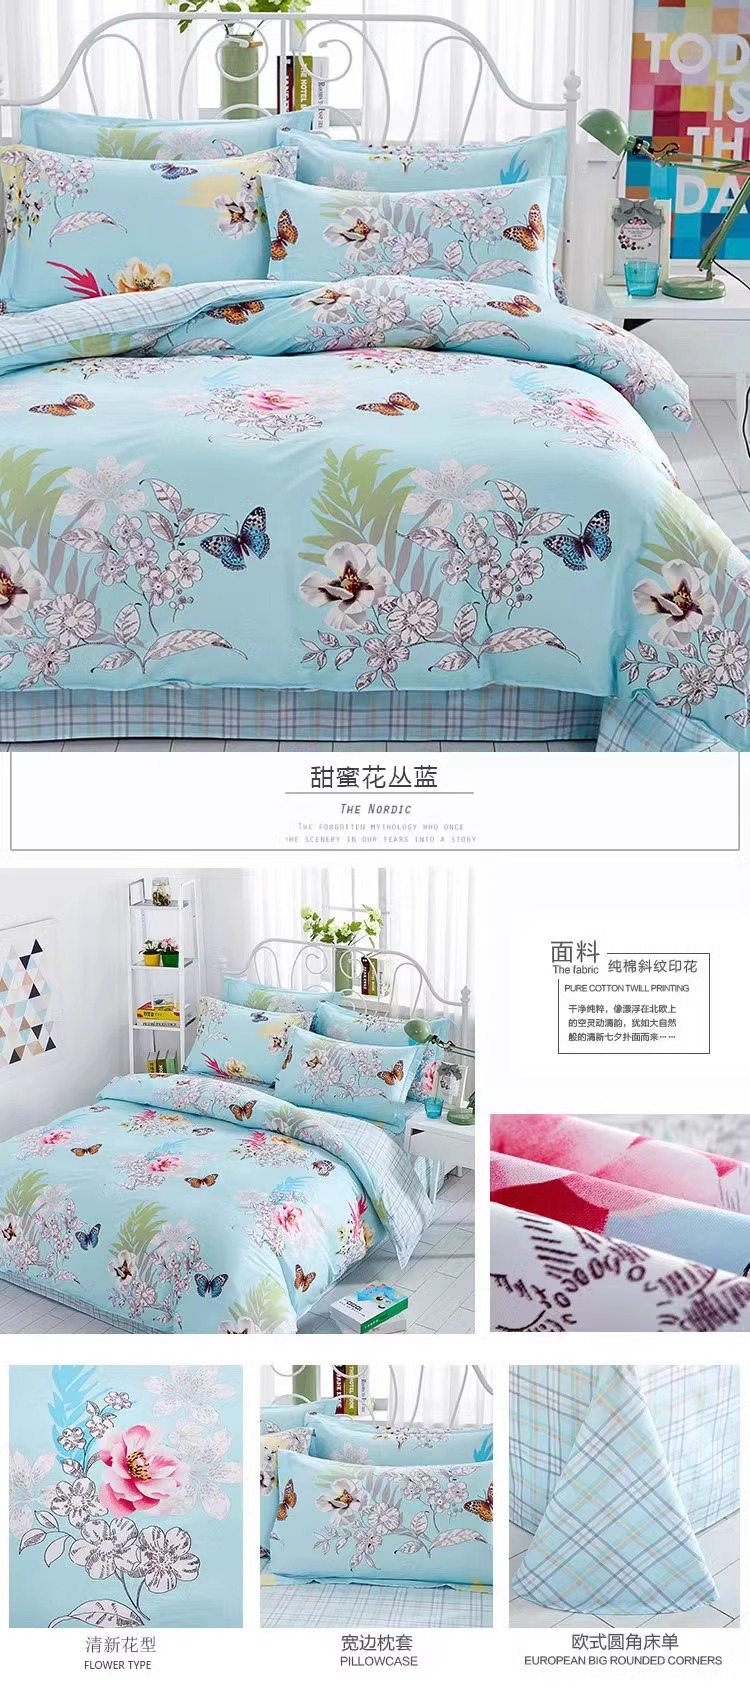 TOD
IS
TH
DA
THE HOTEL
甜蜜花丛蓝
THE NORDIC
THE FORGOTTEN MYTHOLOGY WHO ONCE
HE SCENERY IN OUR TEARS INTO A STORY
面料
The fabric
纯棉斜纹印花
PURE COTTON TWILL PRINTING
干净纯粹，像漂浮在北欧上
的空灵动清韵，犹如大自然
般的清新七夕扑面而来……
清新花型
FLOWER TYPE
宽边枕套
PILLOWCASE
欧式圆角床单
EUROPEAN BIG ROUNDED CORNERS